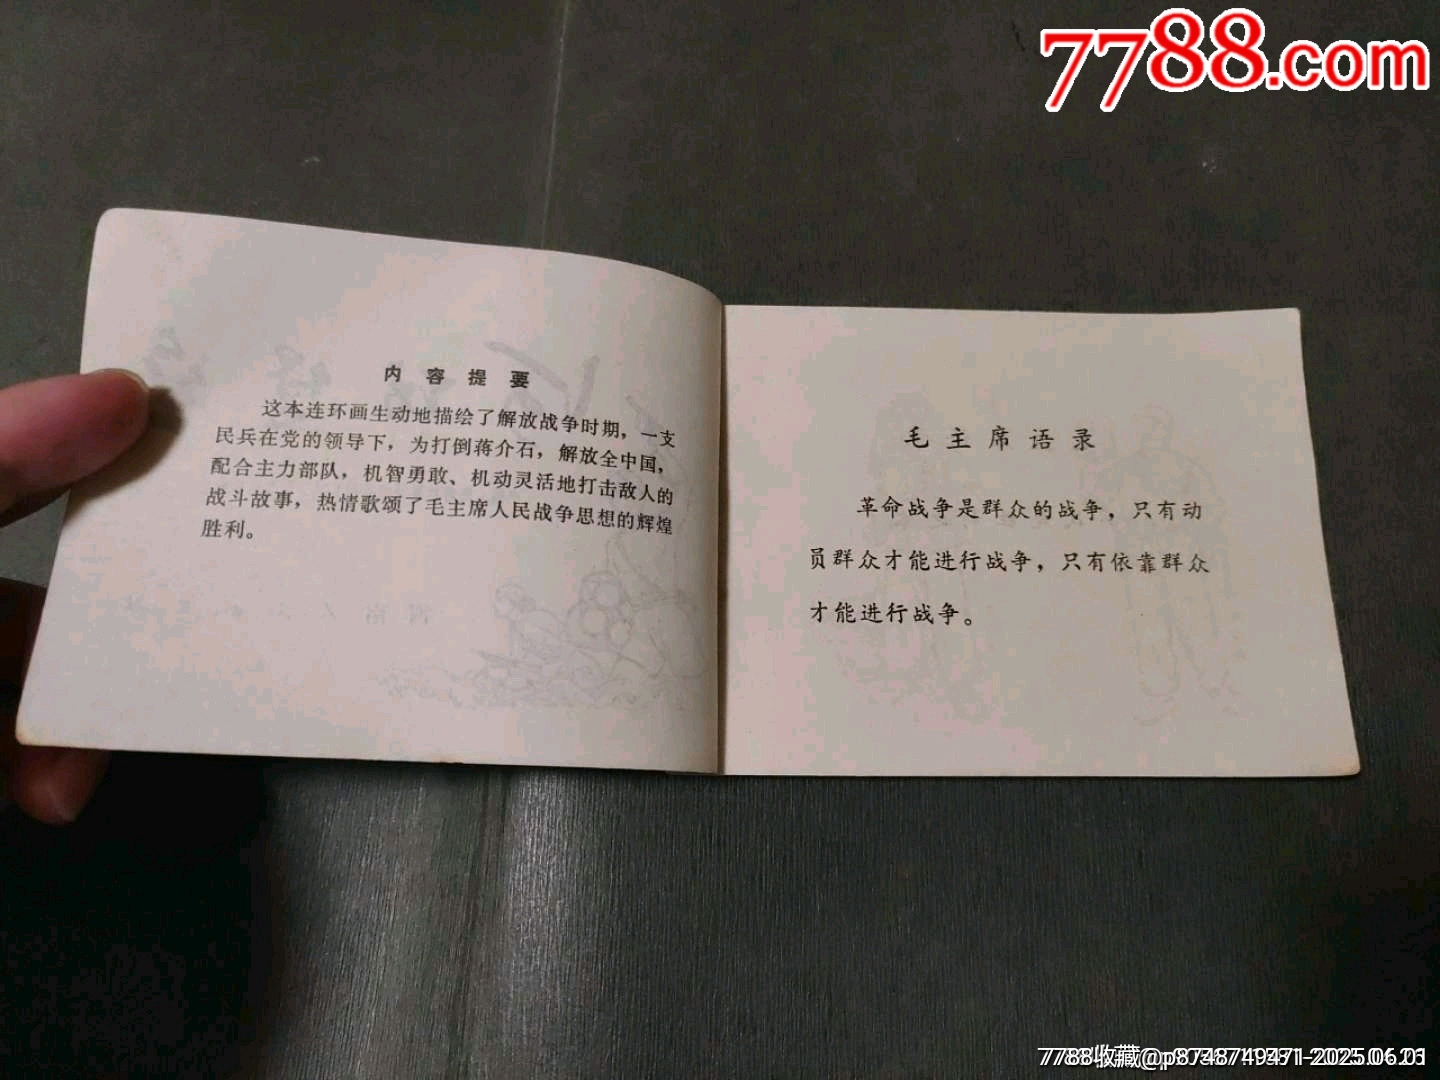 7788.com
内容提要
这本连环画生动地描绘了解放战争时期，一支
民兵在党的领导下，为打倒蒋介石，解放全中国，
配合主力部队，机智勇敢、机动灵活地打击敌人的
战斗故事，热情歌颂了毛主席人民战争思想的辉煌
胜利。
毛主席语录
革命战争是群众的战争，只有动
员群众才能进行战争，只有依靠群众
才能进行战争。